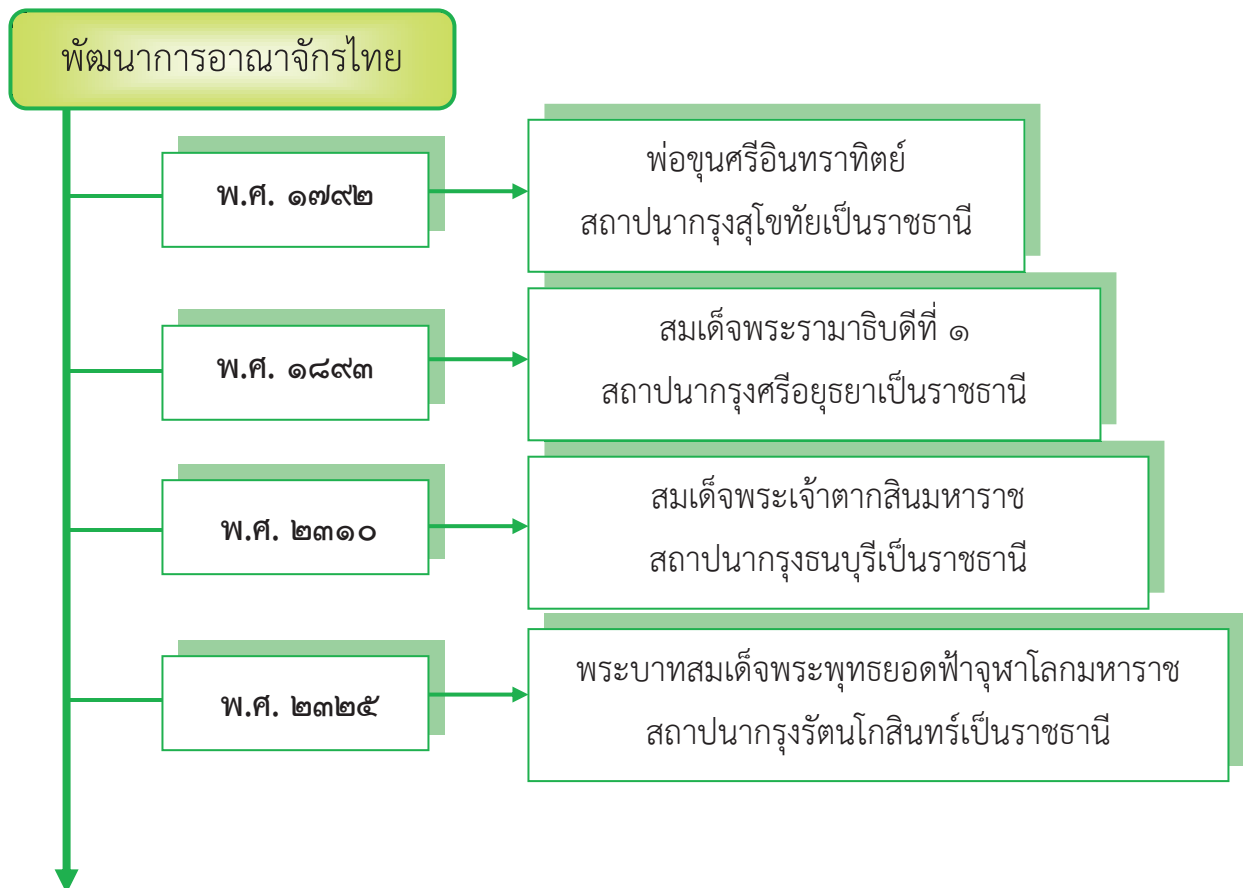 พัฒนาการอาณาจักรไทย
พ.ศ. ๑๗๙๒
พ่อขุนศรีอินทราทิตย์
สถาปนากรุงสุโขทัยเป็นราชธานี
พ.ศ. ๑๘๙๓
สมเด็จพระรามาธิบดีที่ ๑
สถาปนากรุงศรีอยุธยาเป็นราชธานี
พ.ศ. ๒๓๑๐
สมเด็จพระเจ้าตากสินมหาราช
สถาปนากรุงธนบุรีเป็นราชธานี
พ.ศ. ๒๓๒๕
พระบาทสมเด็จพระพุทธยอดฟ้าจุฬาโลกมหาราช
สถาปนากรุงรัตนโกสินทร์เป็นราชธานี